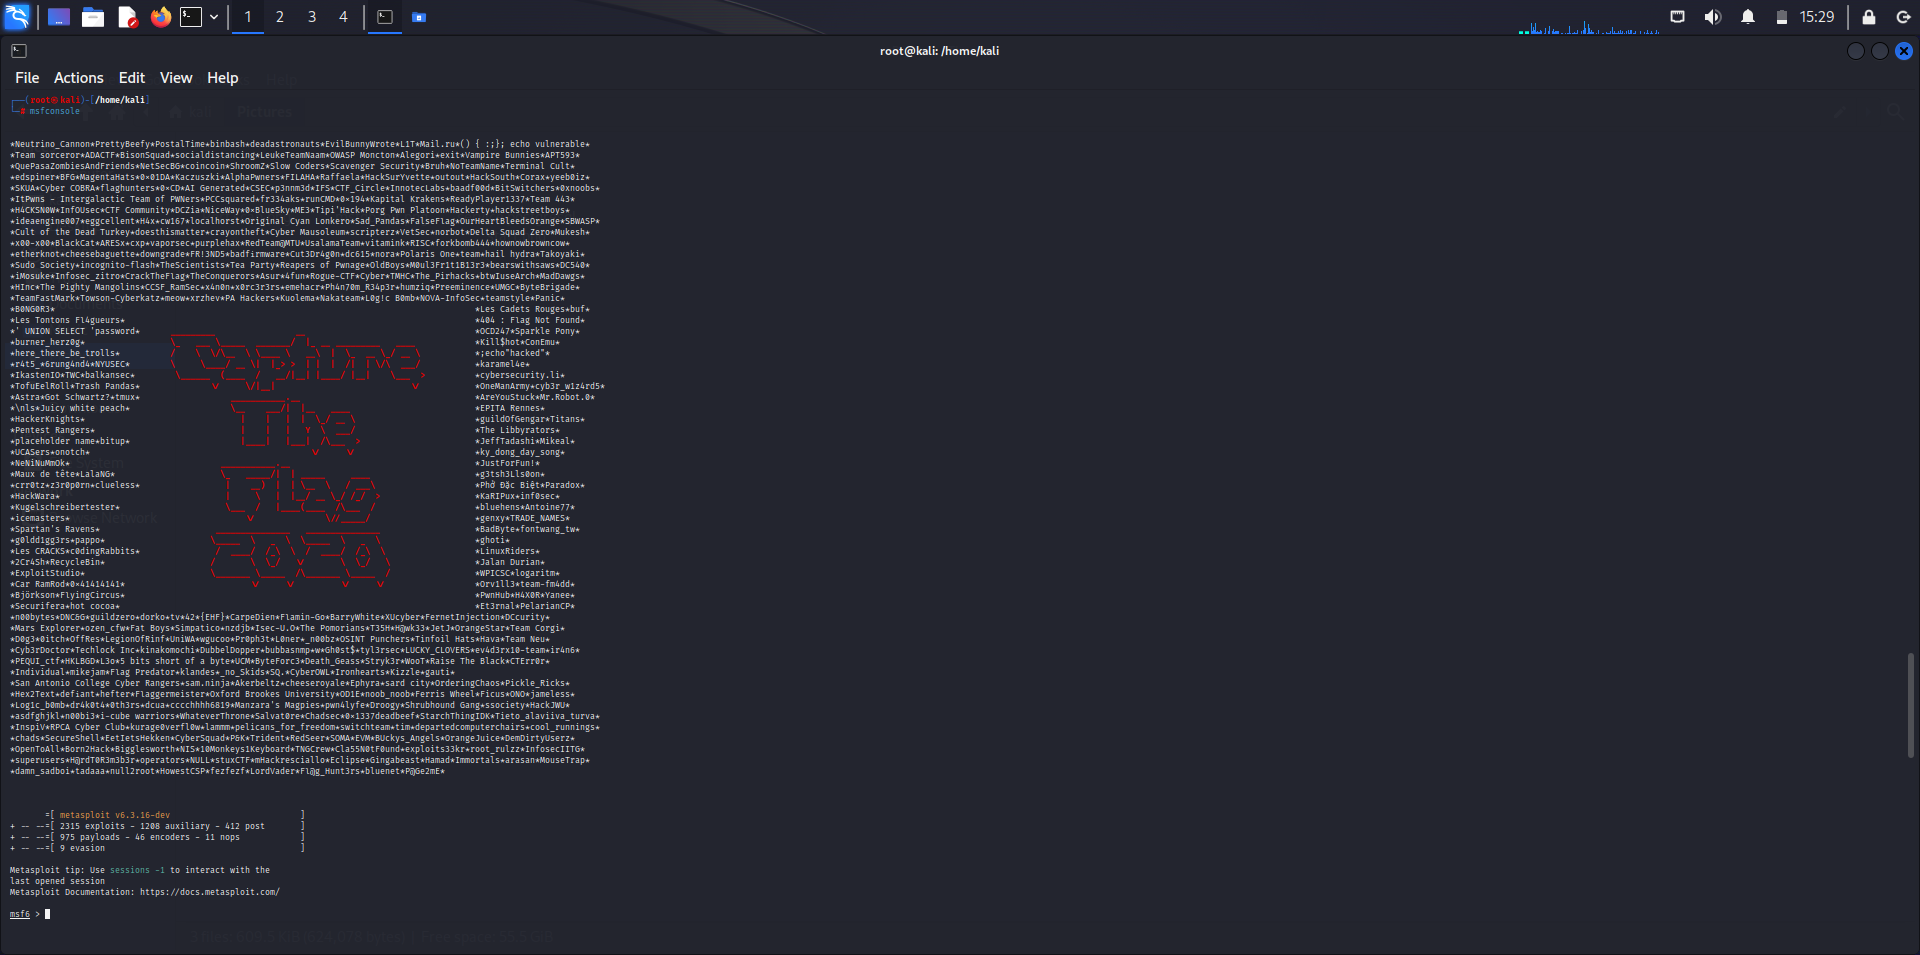 1 2 3 4
15:29
root@kali: /home/kali
File Actions Edit View Help
(root㉿kali)-[/home/kali]
# msfconsole
*Neutrino_Cannon*PrettyBeefy*PostalTime*binbash*deadastronauts*EvilBunnyWrote*L1T*Mail.ru*() { :;}; echo vulnerable*
*Team sorceror*ADACTF*BisonSquad*socialdistancing*LeukeTeamNaam*OWASP Moncton*Alegori*exit*Vampire Bunnies*APT593*
*QuePasaZombiesAndFriends*NetSecBG*coincoin*ShroomZ*Slow Coders*Scavenger Security*Bruh*NoTeamName*Terminal Cult*
*edspiner*BFG*MagentaHats*0×01DA*Kaczuszki*AlphaPwners*FILAHA*Raffaela*HackSurYvette*outout*HackSouth*Corax*yeeb0iz*
*SKUA*Cyber COBRA*flaghunters*0×CD*AI Generated*CSEC*p3nnm3d*IFS*CTF_Circle*InnotecLabs*baadf00d*BitSwitchers*0xnoobs*
*ItPwns - Intergalactic Team of PWNers*PCCsquared*fr334aks*runCMD*0×194*Kapital Krakens*ReadyPlayer1337*Team 443*
*H4CKSN0W*InfOUsec*CTF Community*DCZia*NiceWay*0×BlueSky*ME3*Tipi'Hack*Porg Pwn Platoon*Hackerty*hackstreetboys*
*ideaengine007*eggcellent*H4x*cw167*localhorst*Original Cyan Lonkero*Sad_Pandas*FalseFlag*OurHeartBleedsOrange*SBWASP*
*Cult of the Dead Turkey*doesthismatter*crayontheft*Cyber Mausoleum*scripterz*VetSec*norbot*Delta Squad Zero*Mukesh*
*x00-x00*BlackCat*ARESx*cxp*vaporsec*purplehax*RedTeam@MTU*UsalamaTeam*vitamink*RISC*forkbomb444*hownowbrowncow*
*etherknot*cheesebaguette*downgrade*FR!3ND5*badfirmware*Cut3Dr4g0n*dc615*nora*Polaris One*team*hail hydra*Takoyaki*
*Sudo Society*incognito-flash*TheScientists*Tea Party*Reapers of Pwnage*OldBoys*M0ul3Fr1t1B13r3*bearswithsaws*DC540*
*iMosuke*Infosec_zitro*CrackTheFlag*TheConquerors*Asur*4fun*Rogue-CTF*Cyber*TMHC*The_Pirhacks*btwIuseArch*MadDawgs*
*HInc*The Pighty Mangolins*CCSF_RamSec*x4n0n*x0rc3r3rs*emehacr*Ph4n70m_R34p3r*humziq*Preeminence*UMGC*ByteBrigade*
*TeamFastMark*Towson-Cyberkatz*meow*xrzhev*PA Hackers*Kuolema*Nakateam*L0g!c B0mb*NOVA-InfoSec*teamstyle*Panic*
*B0NG0R3* *Les Cadets Rouges*buf*
*Les Tontons Fl4gueurs* *404 : Flag Not Found*
*' UNION SELECT 'password* *OCD247*Sparkle Pony*
*burner_herz0g* *Kill$hot*ConEmu*
*here_there_be_trolls* *;echo"hacked"*
*r4t5_*6rung4nd4*NYUSEC* *karamel4e*
*IkastenIO*TWC*balkansec* *cybersecurity.li*
*TofuEelRoll*Trash Pandas* *OneManArmy*cyb3r_w1z4rd5*
*Astra*Got Schwartz?*tmux* *AreYouStuck*Mr.Robot.0*
*\nls*Juicy white peach* *EPITA Rennes*
*HackerKnights* *guildOfGengar*Titans*
*Pentest Rangers* *The Libbyrators*
*placeholder name*bitup* *JeffTadashi*Mikeal*
*UCASers*onotch* *ky_dong_day_song*
*NeNiNuMmOk* *JustForFun!*
*Maux de tête*LalaNG* *g3tsh3Lls0on*
*crr0tz*z3r0p0rn*clueless* *Phở Đặc Biệt*Paradox*
*HackWara* *KaRIPux*inf0sec*
*Kugelschreibertester* *bluehens*Antoine77*
*icemasters* *genxy*TRADE_NAMES*
*Spartan's Ravens* *BadByte*fontwang_tw*
*g0ldd1gg3rs*pappo* *ghoti*
*Les CRACKS*c0dingRabbits* *LinuxRiders*
*2Cr4Sh*RecycleBin* *Jalan Durian*
*ExploitStudio* *WPICSC*logaritm*
*Car RamRod*0×41414141* *Orv1ll3*team-fm4dd*
*Björkson*FlyingCircus* *PwnHub*H4X0R*Yanee*
*Securifera*hot cocoa* *Et3rnal*PelarianCP*
Capture
The
Flag
2020
*n00bytes*DNC&G*guildzero*dorko*tv*42*{EHF}*CarpeDien*Flamin-Go*BarryWhite*XUcyber*FernetInjection*DCcurity*
*Mars Explorer*ozen_cfw*Fat Boys*Simpatico*nzdjb*Isec-U.O*The Pomorians*T35H*H@wk33*JetJ*OrangeStar*Team Corgi*
*D0g3*0itch*OffRes*LegionOfRinf*UniWA*wgucoo*Pr0ph3t*L0ner*_n00bz*OSINT Punchers*Tinfoil Hats*Hava*Team Neu*
*Cyb3rDoctor*Techlock Inc*kinakomochi*DubbelDopper*bubbasnmp*w*Gh0st$*tyl3rsec*LUCKY_CLOVERS*ev4d3rx10-team*ir4n6*
*PEQUI_ctf*HKLBGD*L3o*5 bits short of a byte*UCM*ByteForc3*Death_Geass*Stryk3r*WooT*Raise The Black*CTErr0r*
*Individual*mikejam*Flag Predator*klandes*_no_Skids*SQ.*CyberOWL*Ironhearts*Kizzle*gauti*
*San Antonio College Cyber Rangers*sam.ninja*Akerbeltz*cheeseroyale*Ephyra*sard city*OrderingChaos*Pickle_Ricks*
*Hex2Text*defiant*hefter*Flaggermeister*Oxford Brookes University*OD1E*noob_noob*Ferris Wheel*Ficus*ONO*jameless*
*Log1c_b0mb*dr4k0t4*0th3rs*dcua*cccchhhh6819*Manzara's Magpies*pwn4lyfe*Droogy*Shrubhound Gang*ssociety*HackJWU*
*asdfghjkl*n00bi3*i-cube warriors*WhateverThrone*Salvat0re*Chadsec*0×1337deadbeef*StarchThingIDK*Tieto_alaviiva_turva*
*InspiV*RPCA Cyber Club*kurage0verfl0w*lammm*pelicans_for_freedom*switchteam*tim*departedcomputerchairs*cool_runnings*
*chads*SecureShell*EetIetsHekken*CyberSquad*P&K*Trident*RedSeer*SOMA*EVM*BUckys_Angels*OrangeJuice*DemDirtyUserz*
*OpenToAll*Born2Hack*Bigglesworth*NIS*10Monkeys1Keyboard*TNGCrew*Cla55N0tF0und*exploits33kr*root_rulzz*InfosecIITG*
*superusers*H@rdT0R3m3b3r*operators*NULL*stuxCTF*mHackresciallo*Eclipse*Gingabeast*Hamad*Immortals*arasan*MouseTrap*
*damn_sadboi*tadaaa*null2root*HowestCSP*fezfezf*LordVader*Fl@g_Hunt3rs*bluenet*P@Ge2mE*
=[ metasploit v6.3.16-dev ]
+ -- --=[ 2315 exploits - 1208 auxiliary - 412 post ]
+ -- --=[ 975 payloads - 46 encoders - 11 nops ]
+ -- --=[ 9 evasion ]
Metasploit tip: Use sessions -1 to interact with the
last opened session
Metasploit Documentation: https://docs.metasploit.com/
msf6 >